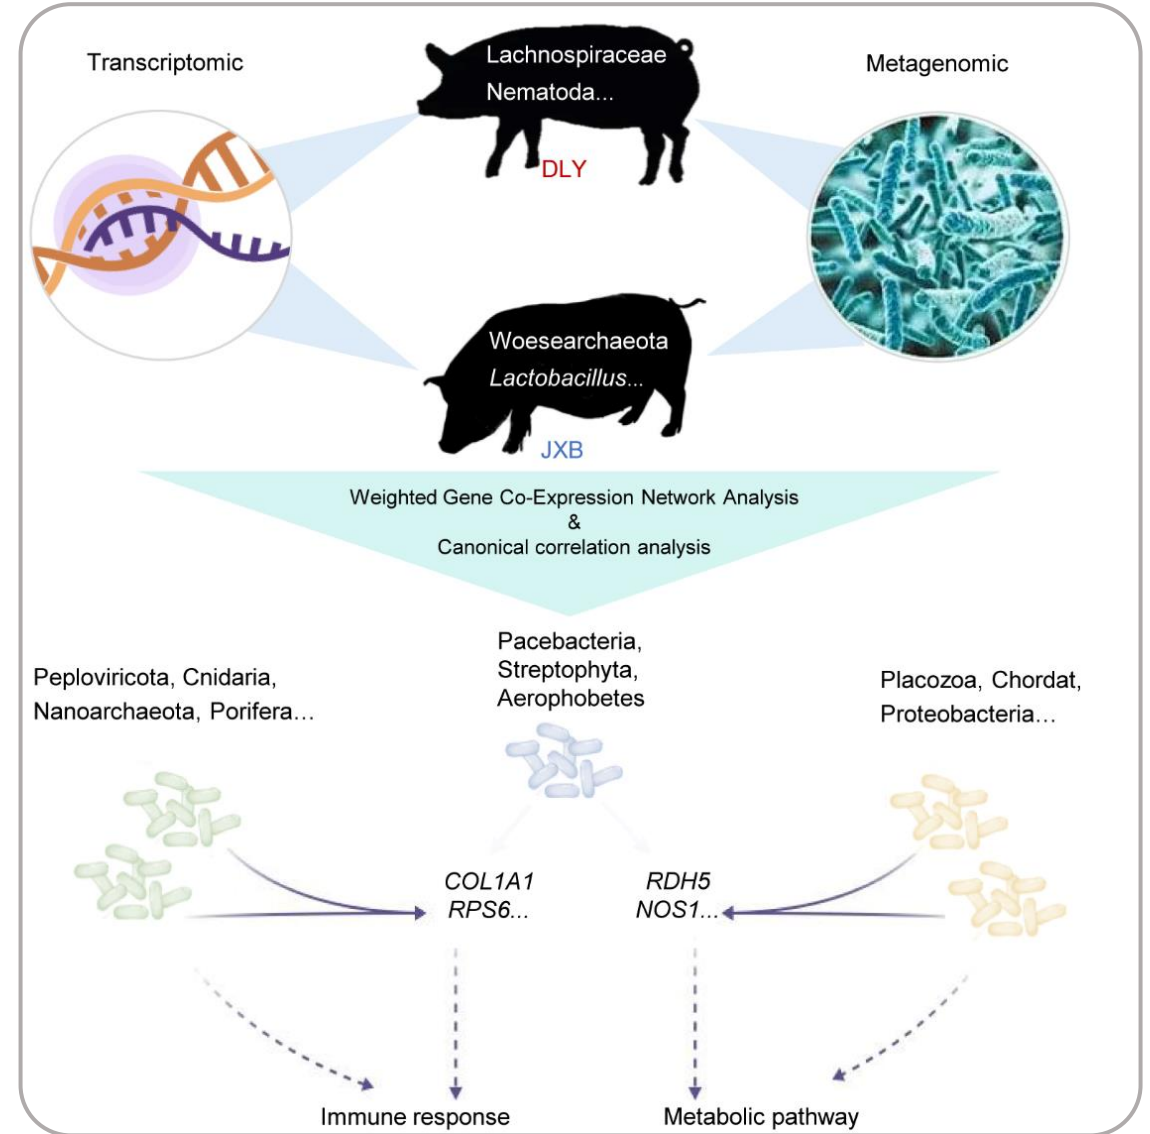 Transcriptomic
Lachnospiraceae
Nematoda...
DLY
Metagenomic
Woesearchaeota
Lactobacillus...
JXB
Weighted Gene Co-Expression Network Analysis
&
Canonical correlation analysis
Peploviricota, Cnidaria,
Nanoarchaeota, Porifera...
Pacebacteria,
Streptophyta,
Aerophobetes
Placozoa, Chordat,
Proteobacteria...
COL1A1
RPS6...
RDH5
NOS1...
Immune response
Metabolic pathway